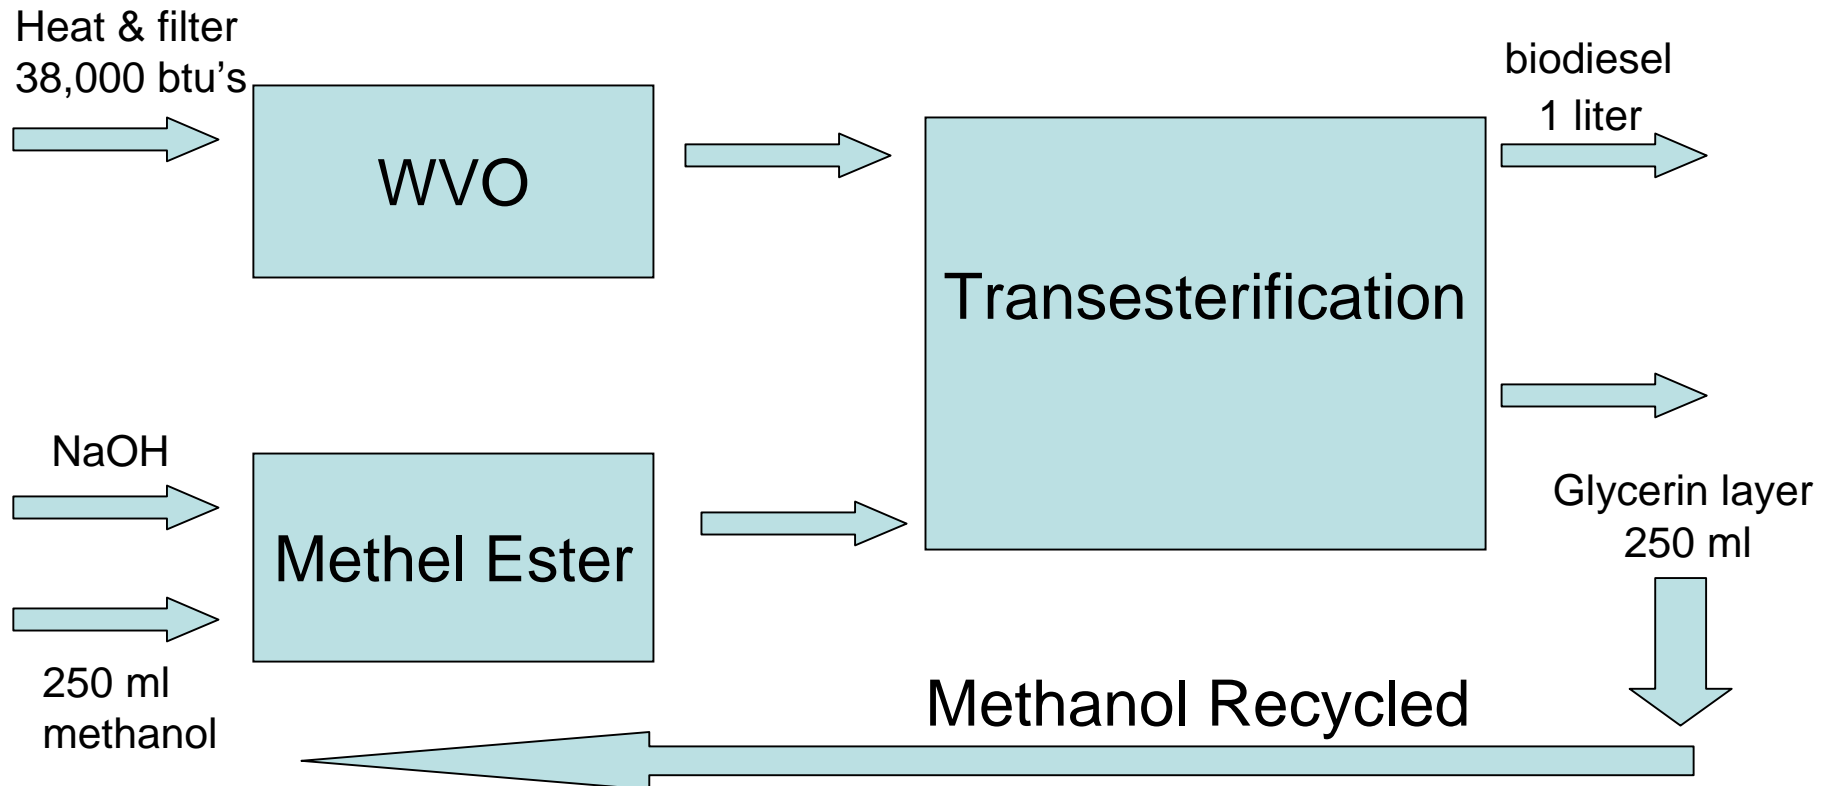 Heat & filter
38,000 btu's
WVO
biodiesel
1 liter
Transesterification
NaOH
Methel Ester
250 ml
methanol
Glycerin layer
250 ml
Methanol Recycled